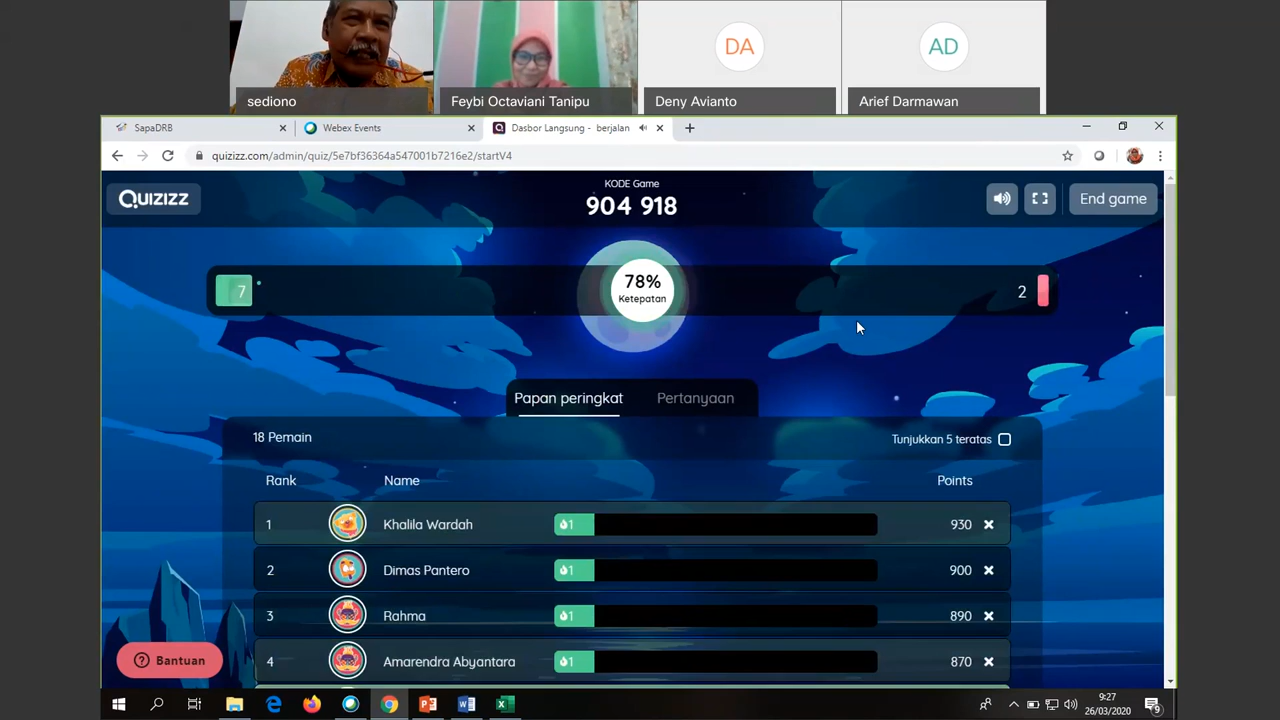 DA
AD
sediono
Feybi Octaviani Tanipu
Deny Avianto
Arief Darmawan
SapaDRB
Webex Events
Dasbor Langsung - berjalan
quizizz.com/admin/quiz/5e7bf36364a547001b7216e2/startV4
QUIZIZZ
KODE Game
904 918
End game
7
78%
Ketepatan
2
Papan peringkat
Pertanyaan
18 Pemain
Tunjukkan 5 teratas
Rank Name Points
1 Khalila Wardah 1 930
2 Dimas Pantero 1 900
3 Rahma 1 890
4 Amarendra Abyantara 1 870
Bantuan
9:27
26/03/2020
9